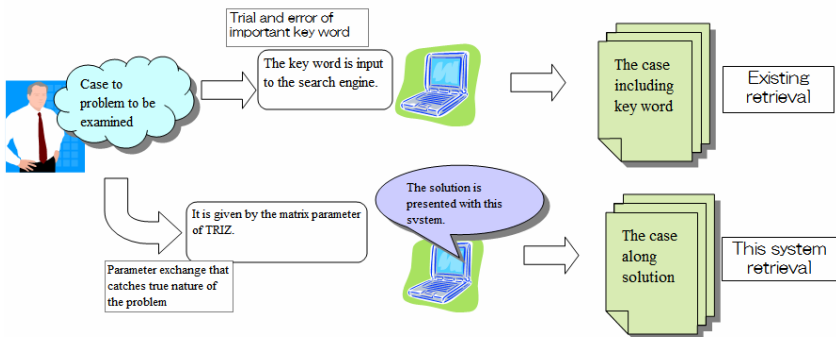 Trial and error of
important key word
Case to
problem to be
examined
The key word is input
to the search engine.
The case
including
key word
Existing
retrieval
It is given by the matrix parameter
of TRIZ.
Parameter exchange that
catches true nature of
the problem
The solution is
presented with this
system.
The case
along
solution
This system
retrieval